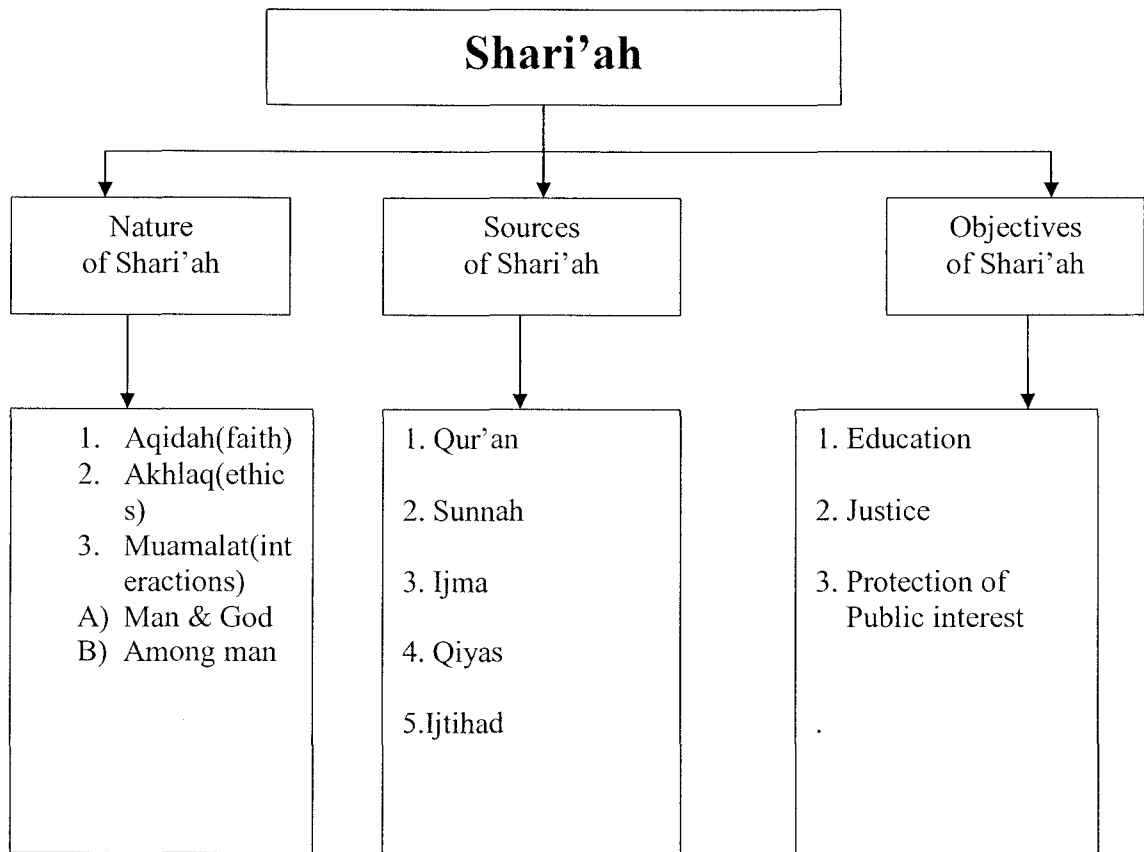 Shari’ah
Nature
of Shari’ah
Sources
of Shari’ah
Objectives
of Shari’ah
1. Aqidah(faith)
2. Akhlaq(ethic
s)
3. Muamalat(int
eractions)
A) Man & God
B) Among man
1. Qur’an
2. Sunnah
3. Ijma
4. Qiyas
5.Ijtihad
1. Education
2. Justice
3. Protection of
Public interest
.